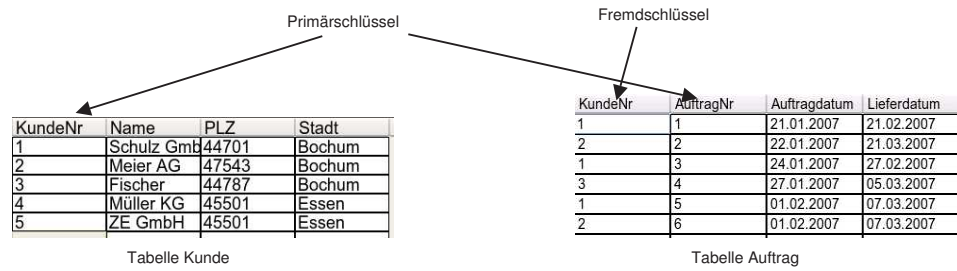 Primärschlüssel
Fremdschlüssel
KundeNr Name PLZ Stadt
1 Schulz Gmb 44701 Bochum
2 Meier AG 47543 Bochum
3 Fischer 44787 Bochum
4 Müller KG 45501 Essen
5 ZE GmbH 45501 Essen
Tabelle Kunde
KundeNr AuftragNr Auftragdatum Lieferdatum
1 1 21.01.2007 21.02.2007
2 2 22.01.2007 21.03.2007
1 3 24.01.2007 27.02.2007
3 4 27.01.2007 05.03.2007
1 5 01.02.2007 07.03.2007
2 6 01.02.2007 07.03.2007
Tabelle Auftrag